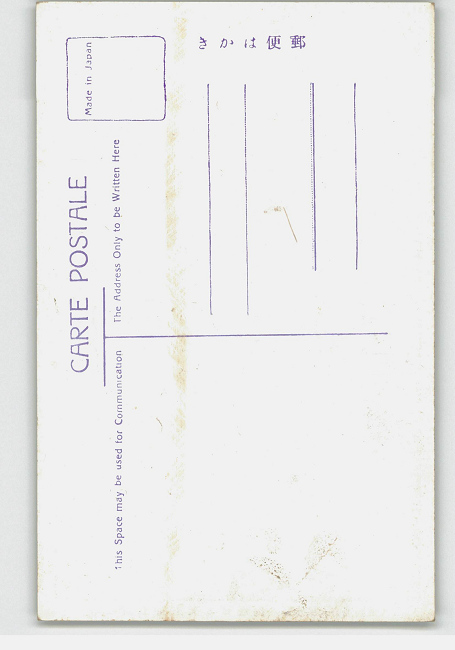 郵便はかき
Made in Japan
CARTE POSTALE
The Address Only to be Written Here
This Space may be used for Communication